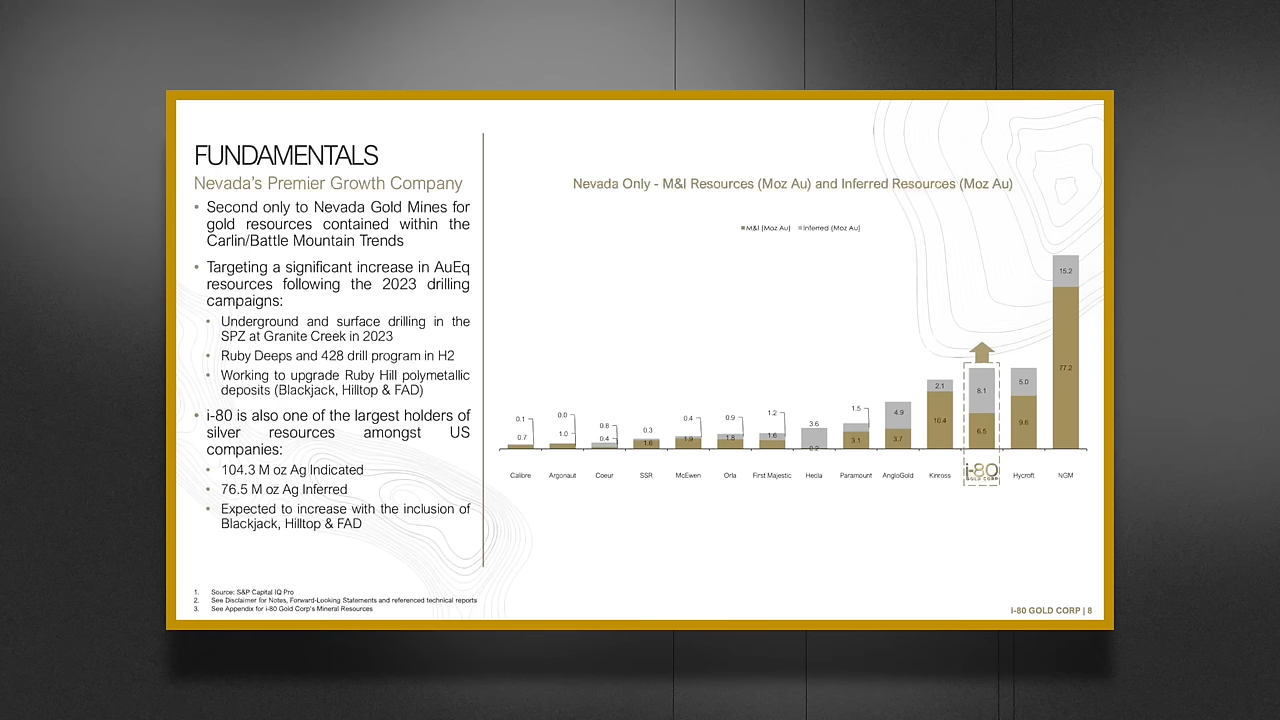 FUNDAMENTALS
Nevada's Premier Growth Company
• Second only to Nevada Gold Mines for
gold resources contained within the
Carlin/Battle Mountain Trends
• Targeting a significant increase in AuEq
resources following the 2023 drilling
campaigns:
• Underground and surface drilling in the
SPZ at Granite Creek in 2023
• Ruby Deeps and 428 drill program in H2
• Working to upgrade Ruby Hill polymetallic
deposits (Blackjack, Hilltop & FAD)
• i-80 is also one of the largest holders of
silver resources amongst US
companies:
• 104.3 M oz Ag Indicated
• 76.5 M oz Ag Inferred
• Expected to increase with the inclusion of
Blackjack, Hilltop & FAD
1. Source: S&P Capital IQ Pro
2. See Disclaimer for Notes, Forward-Looking Statements and referenced technical reports
3. See Appendix for i-80 Gold Corp's Mineral Resources
Nevada Only - M&I Resources (Moz Au) and Inferred Resources (Moz Au)
M&I (Moz Au) Inferred (Moz Au)
0.1 0.0 0.8 0.3 0.4 0.9 1.2 3.6 1.5 4.9 2.1 8.1 5.0 15.2
0.7 1.0 0.4 1.6 1.9 1.8 1.6 0.2 3.1 3.7 10.4 6.5 9.6 77.2
Calibre Argonaut Coeur SSR McEwen Orla First Majestic Hecla Paramount AngloGold Kinross i-80 GOLD CORP Hycroft NGM
i-80 GOLD CORP | 8